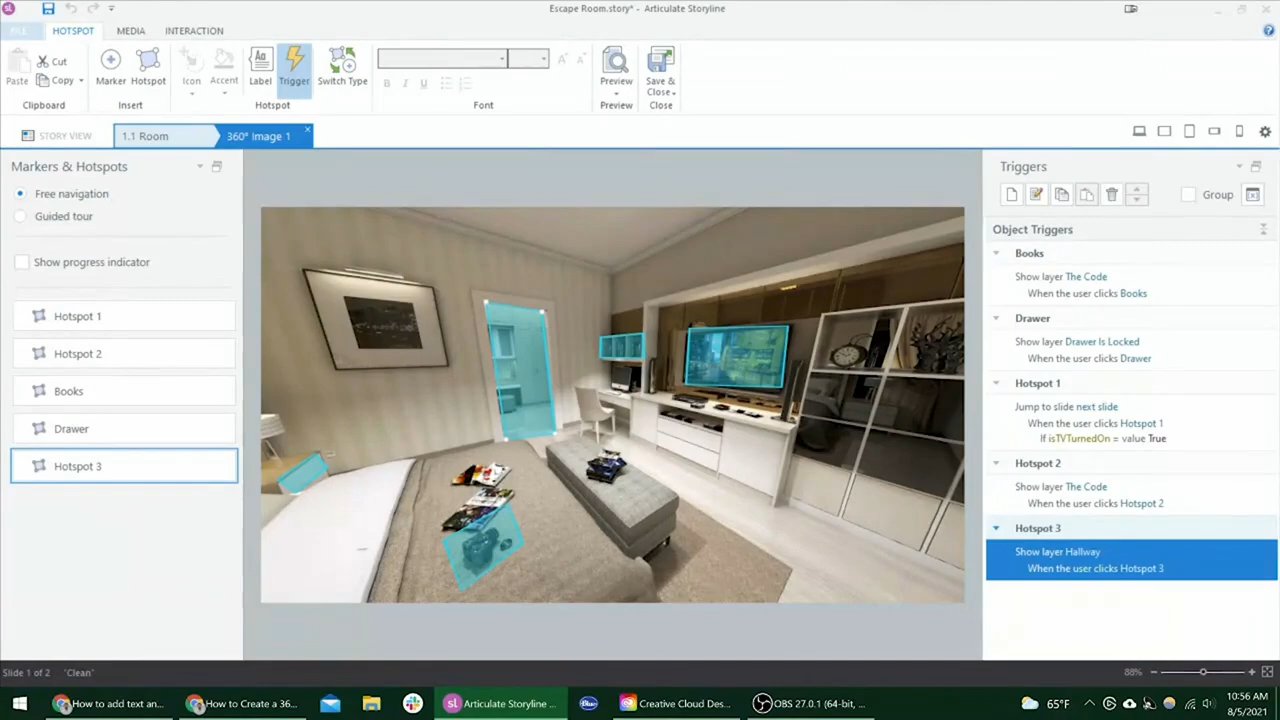 Escape Room.story* - Articulate Storyline
FILE HOTSPOT MEDIA INTERACTION
Paste Cut Copy Marker Hotspot Icon Accent Label Trigger Switch Type B I U Preview Save & Close
Clipboard Insert Hotspot Font Preview Close
STORY VIEW 1.1 Room 360° Image 1
Markers & Hotspots
Free navigation
Guided tour
Show progress indicator
Hotspot 1
Hotspot 2
Books
Drawer
Hotspot 3
Triggers
Group
Object Triggers
Books
Show layer The Code
When the user clicks Books
Drawer
Show layer Drawer Is Locked
When the user clicks Drawer
Hotspot 1
Jump to slide next slide
When the user clicks Hotspot 1
If isTVTurnedOn = value True
Hotspot 2
Show layer The Code
When the user clicks Hotspot 2
Hotspot 3
Show layer Hallway
When the user clicks Hotspot 3
Slide 1 of 2 "Clean" 88%
How to add text an... How to Create a 36... Articulate Storyline ... Blue Creative Cloud Des... OBS 27.0.1 (64-bit, ... 65°F 10:56 AM
8/5/2021